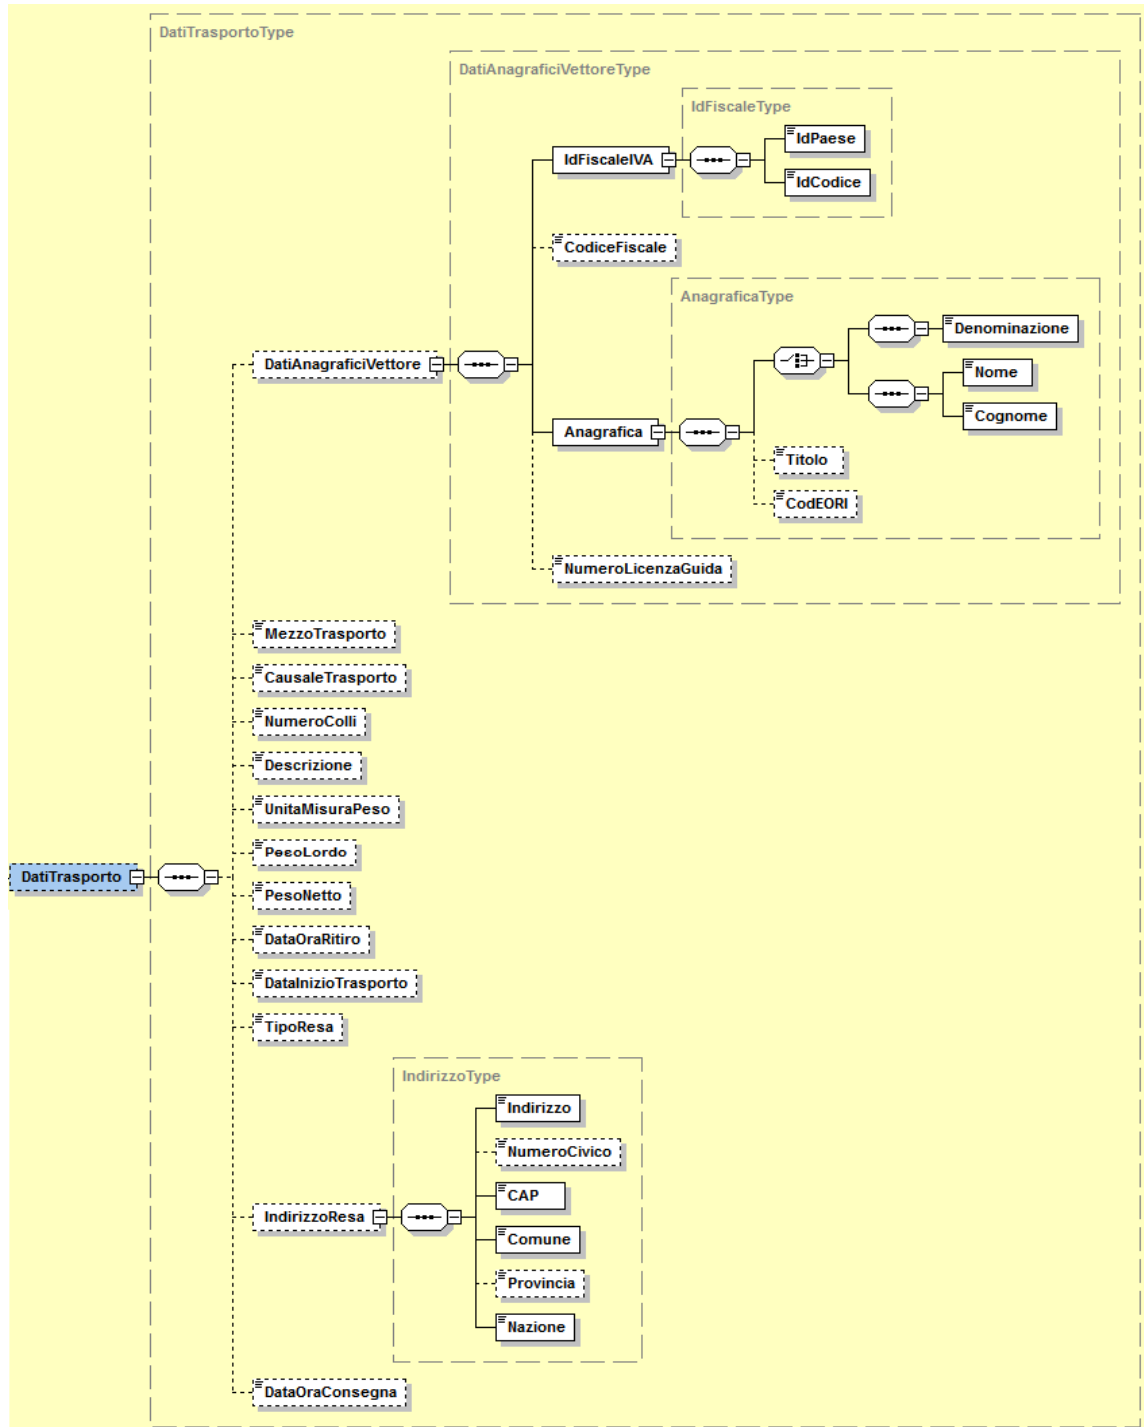 DatiTrasportoType
DatiAnagraficiVettoreType
IdFiscaleType
IdPaese
IdFiscaleIVA
IdCodice
CodiceFiscale
AnagraficaType
Denominazione
DatiAnagraficiVettore
Nome
Cognome
Anagrafica
Titolo
CodEORI
NumeroLicenzaGuida
MezzoTrasporto
CausaleTrasporto
NumeroColli
Descrizione
UnitaMisuraPeso
PesoLordo
DatiTrasporto
PesoNetto
DataOraRitiro
DataInizioTrasporto
TipoResa
IndirizzoType
Indirizzo
NumeroCivico
CAP
IndirizzoResa
Comune
Provincia
Nazione
DataOraConsegna